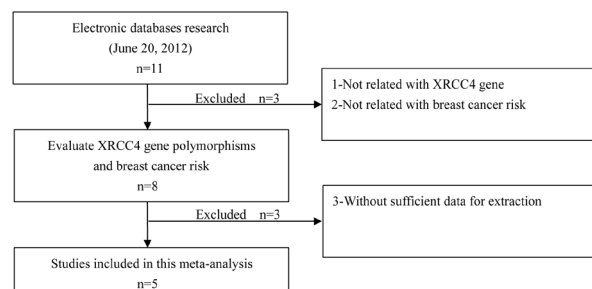 Electronic databases research
(June 20, 2012)
n=11
Excluded n=3
1-Not related with XRCC4 gene
2-Not related with breast cancer risk
Evaluate XRCC4 gene polymorphisms
and breast cancer risk
n=8
Excluded n=3
3-Without sufficient data for extraction
Studies included in this meta-analysis
n=5